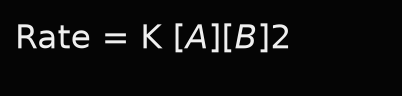 Rate = K [A][B]2